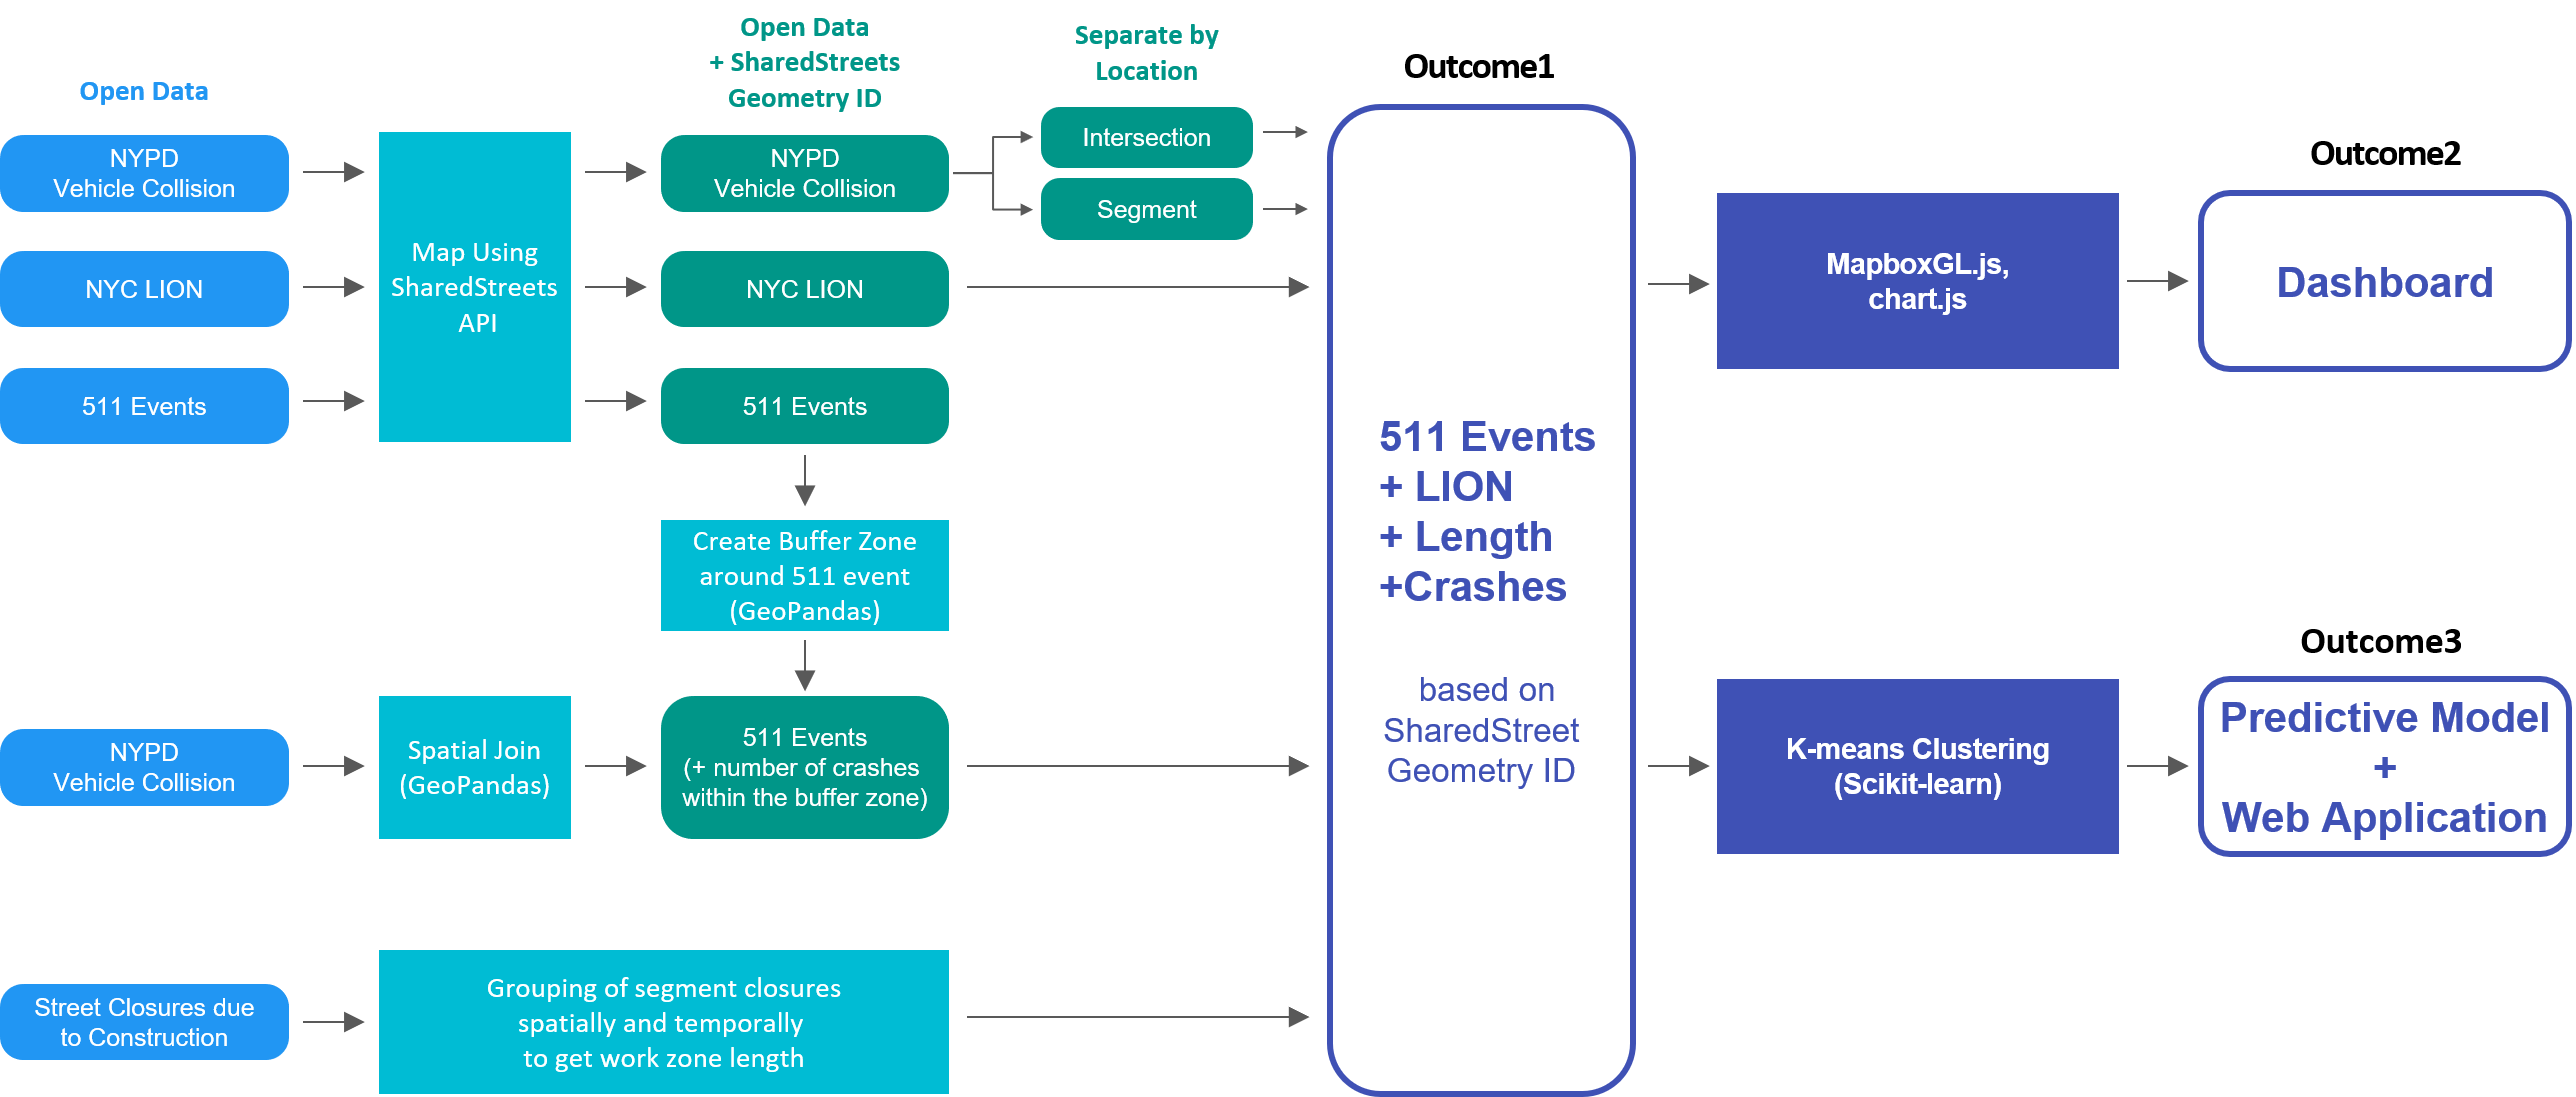 Open Data
NYPD
Vehicle Collision
NYC LION
511 Events
Map Using
SharedStreets
API
Open Data
+ SharedStreets
Geometry ID
NYPD
Vehicle Collision
NYC LION
511 Events
Separate by
Location
Intersection
Segment
Create Buffer Zone
around 511 event
(GeoPandas)
NYPD
Vehicle Collision
Spatial Join
(GeoPandas)
511 Events
(+ number of crashes
within the buffer zone)
Street Closures due
to Construction
Grouping of segment closures
spatially and temporally
to get work zone length
Outcome1
511 Events
+ LION
+ Length
+Crashes
based on
SharedStreet
Geometry ID
MapboxGL.js,
chart.js
Outcome2
Dashboard
K-means Clustering
(Scikit-learn)
Outcome3
Predictive Model
+
Web Application